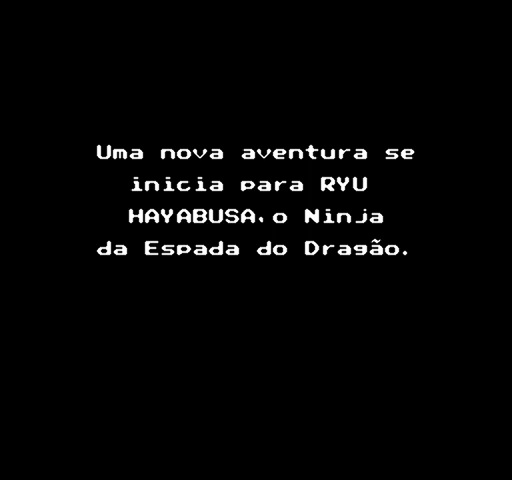 Uma nova aventura se
inicia para RYU
HAYABUSA, o Ninja
da Espada do Dragão.